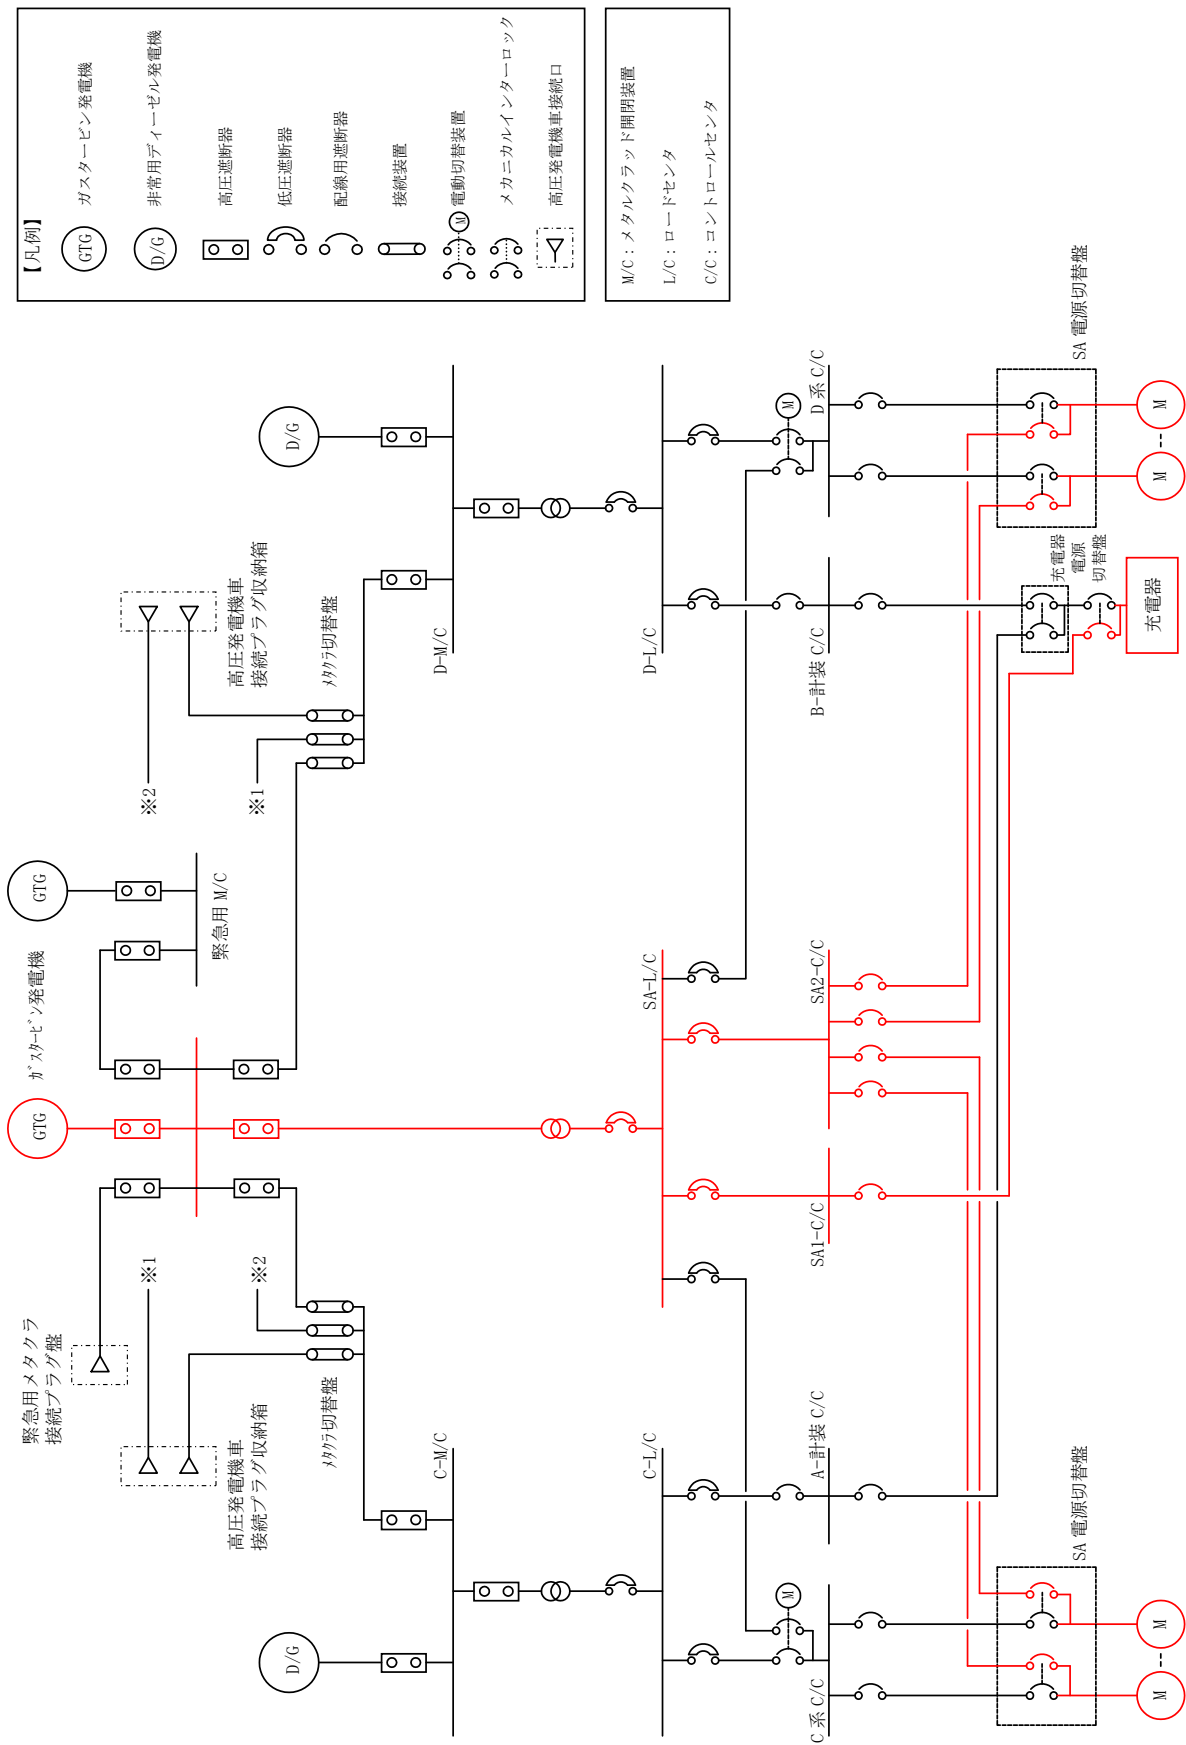 【凡例】
GTG
ガスタービン発電機
D/G
非常用ディーゼル発電機
高圧遮断器
低圧遮断器
配線用遮断器
接続装置
M
電動切替装置
メカニカルインターロック
高圧発電機車接続口
M/C：メタルクラッド開閉装置
L/C：ロードセンタ
C/C：コントロールセンタ
GTG
GTG
ｶﾞｽﾀｰﾋﾞﾝ発電機
緊急用 M/C
緊急用メタクラ
接続プラグ盤
※1
※2
高圧発電機車
接続プラグ収納箱
ﾒﾀｸﾗ切替盤
D/G
C-M/C
※2
※1
高圧発電機車
接続プラグ収納箱
ﾒﾀｸﾗ切替盤
D/G
D-M/C
C-L/C
SA-L/C
D-L/C
M
M
C 系 C/C
A-計装 C/C
SA1-C/C
SA2-C/C
B-計装 C/C
D 系 C/C
SA 電源切替盤
充電器
電源
切替盤
SA 電源切替盤
M
M
充電器
M
M